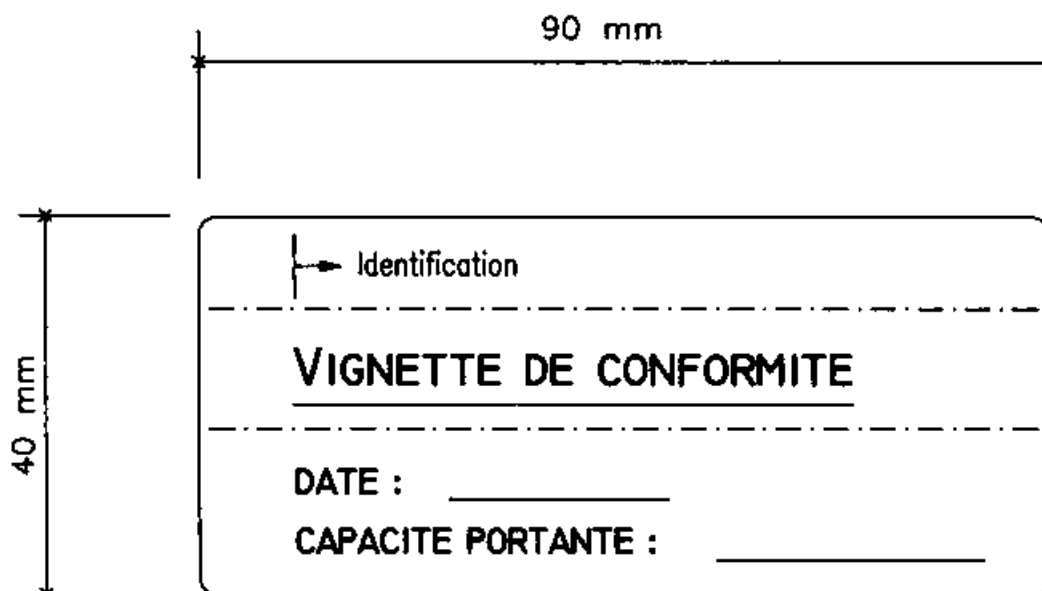 90 mm
Identification
VIGNETTE DE CONFORMITE
40 mm
DATE :
CAPACITE PORTANTE :